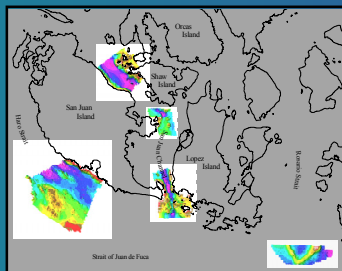 Orcas
Island
Shaw
Island
San Juan
Island
Haro Strait
Lopez
Island
Rosario Strait
Strait of Juan de Fuca